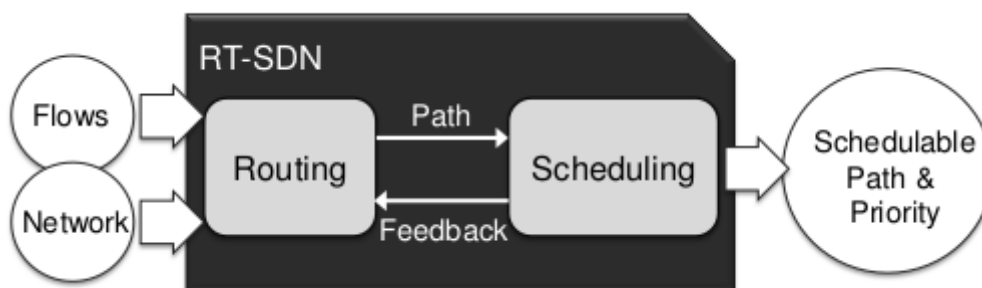 RT-SDN
Flows
Network
Routing
Path
Feedback
Scheduling
Schedulable
Path &
Priority